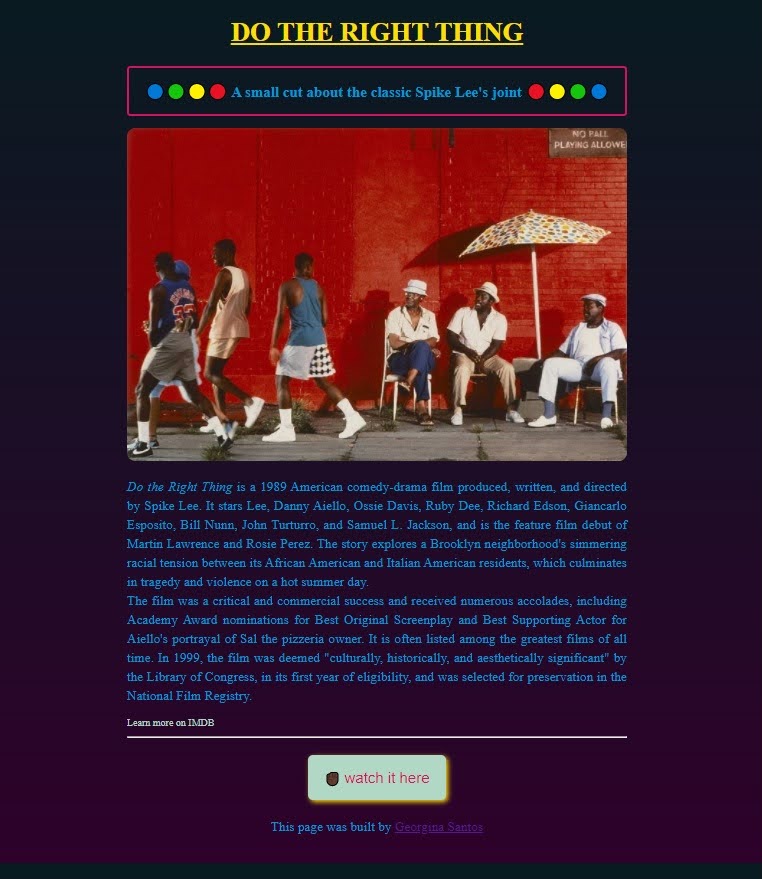 DO THE RIGHT THING
A small cut about the classic Spike Lee's joint
NO BALL
PLAYING ALLOWE
Do the Right Thing is a 1989 American comedy-drama film produced, written, and directed
by Spike Lee. It stars Lee, Danny Aiello, Ossie Davis, Ruby Dee, Richard Edson, Giancarlo
Esposito, Bill Nunn, John Turturro, and Samuel L. Jackson, and is the feature film debut of
Martin Lawrence and Rosie Perez. The story explores a Brooklyn neighborhood's simmering
racial tension between its African American and Italian American residents, which culminates
in tragedy and violence on a hot summer day.
The film was a critical and commercial success and received numerous accolades, including
Academy Award nominations for Best Original Screenplay and Best Supporting Actor for
Aiello's portrayal of Sal the pizzeria owner. It is often listed among the greatest films of all
time. In 1999, the film was deemed "culturally, historically, and aesthetically significant" by
the Library of Congress, in its first year of eligibility, and was selected for preservation in the
National Film Registry.
Learn more on IMDB
watch it here
This page was built by Georgina Santos